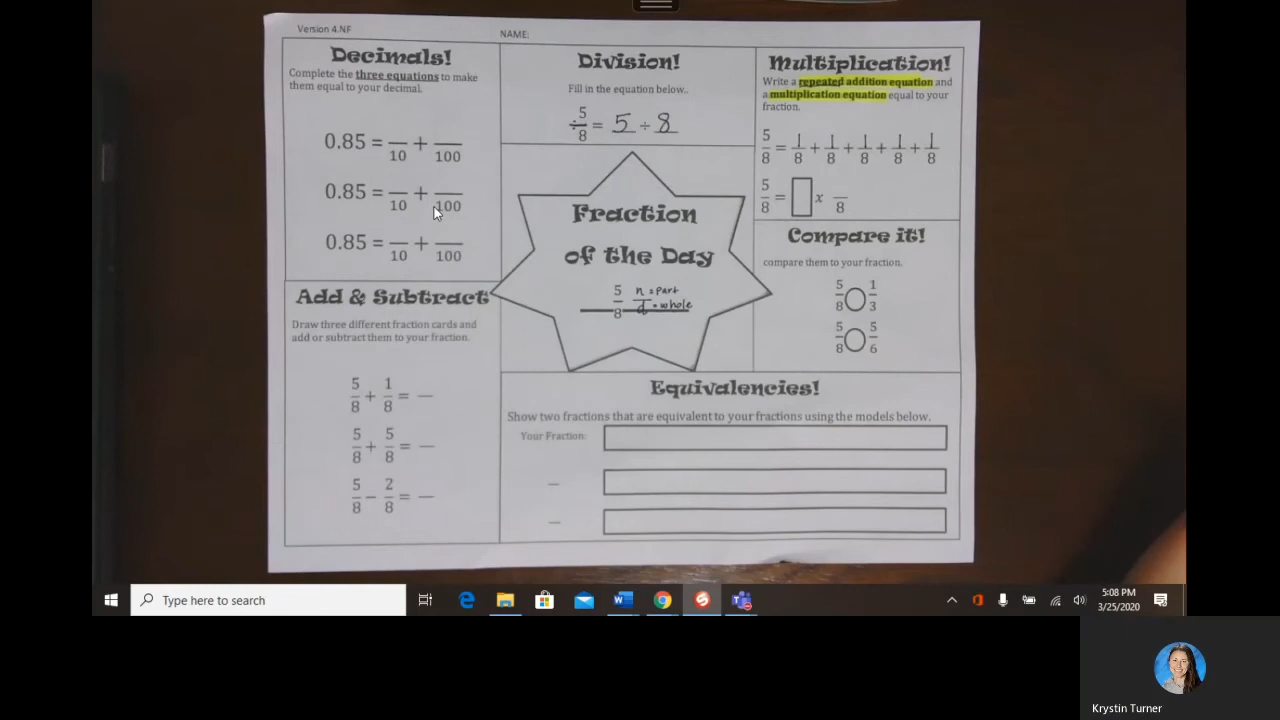 Version 4.NF
NAME:
Decimals!
Complete the three equations to make
them equal to your decimal.
0.85 = __/10 + __/100
0.85 = __/10 + __/100
0.85 = __/10 + __/100
Division!
Fill in the equation below..
÷ 5/8 = 5 ÷ 8
Multiplication!
Write a repeated addition equation and
a multiplication equation equal to your
fraction.
5/8 = 1/8 + 1/8 + 1/8 + 1/8 + 1/8
5/8 = □ x __/8
Fraction
of the Day
5/8 n = part
d = whole
Compare it!
compare them to your fraction.
5/8 ○ 1/3
5/8 ○ 5/6
Add & Subtract
Draw three different fraction cards and
add or subtract them to your fraction.
5/8 + 1/8 = —
5/8 + 5/8 = —
5/8 − 2/8 = —
Equivalencies!
Show two fractions that are equivalent to your fractions using the models below.
Your Fraction:
Type here to search
5:08 PM
3/25/2020
Krystin Turner